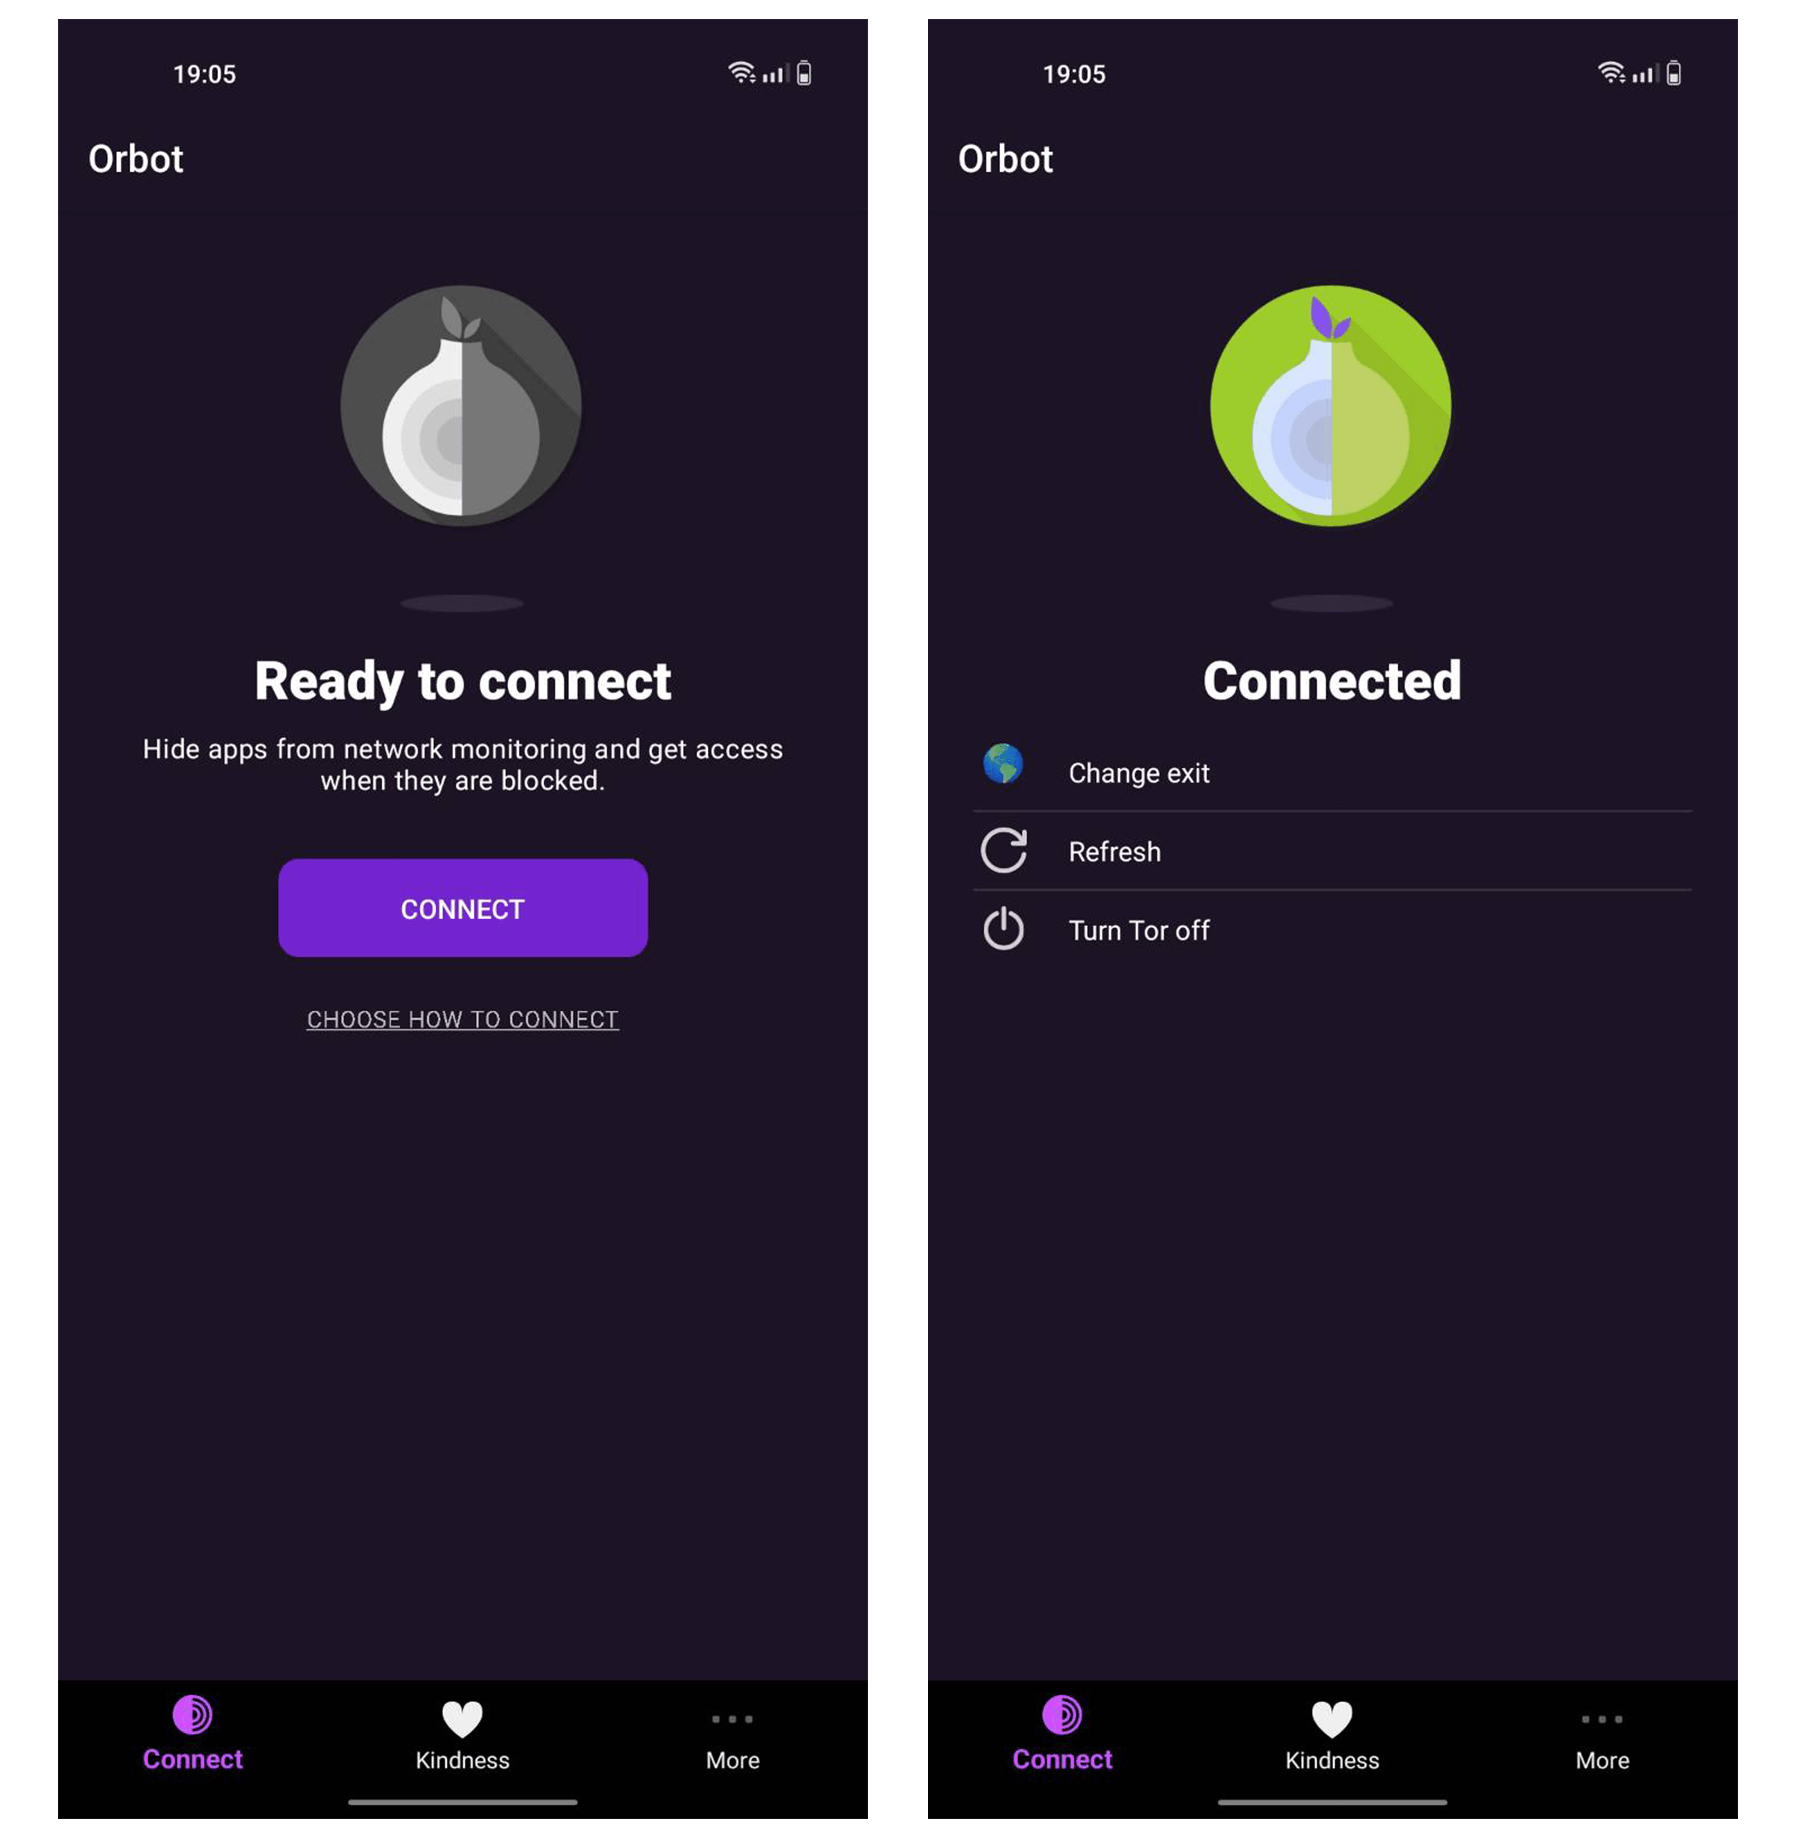 19:05
Orbot
Ready to connect
Hide apps from network monitoring and get access
when they are blocked.
CONNECT
CHOOSE HOW TO CONNECT
Connect
Kindness
More
19:05
Orbot
Connected
Change exit
Refresh
Turn Tor off
Connect
Kindness
More